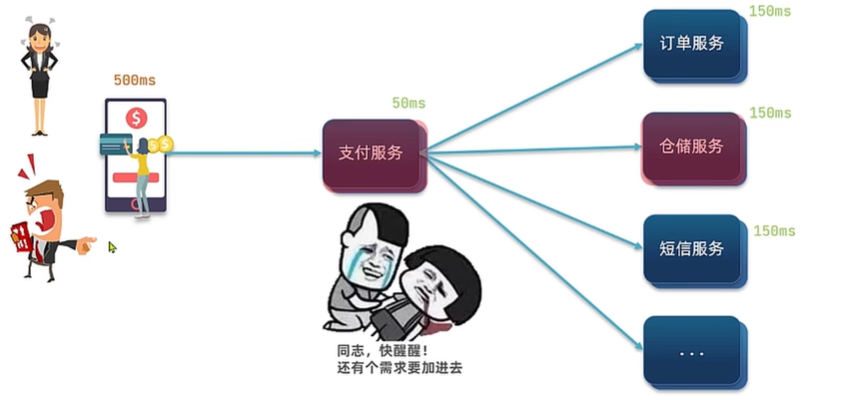 500ms
50ms
支付服务
150ms
订单服务
150ms
仓储服务
150ms
短信服务
...
同志，快醒醒！
还有个需求要加进去